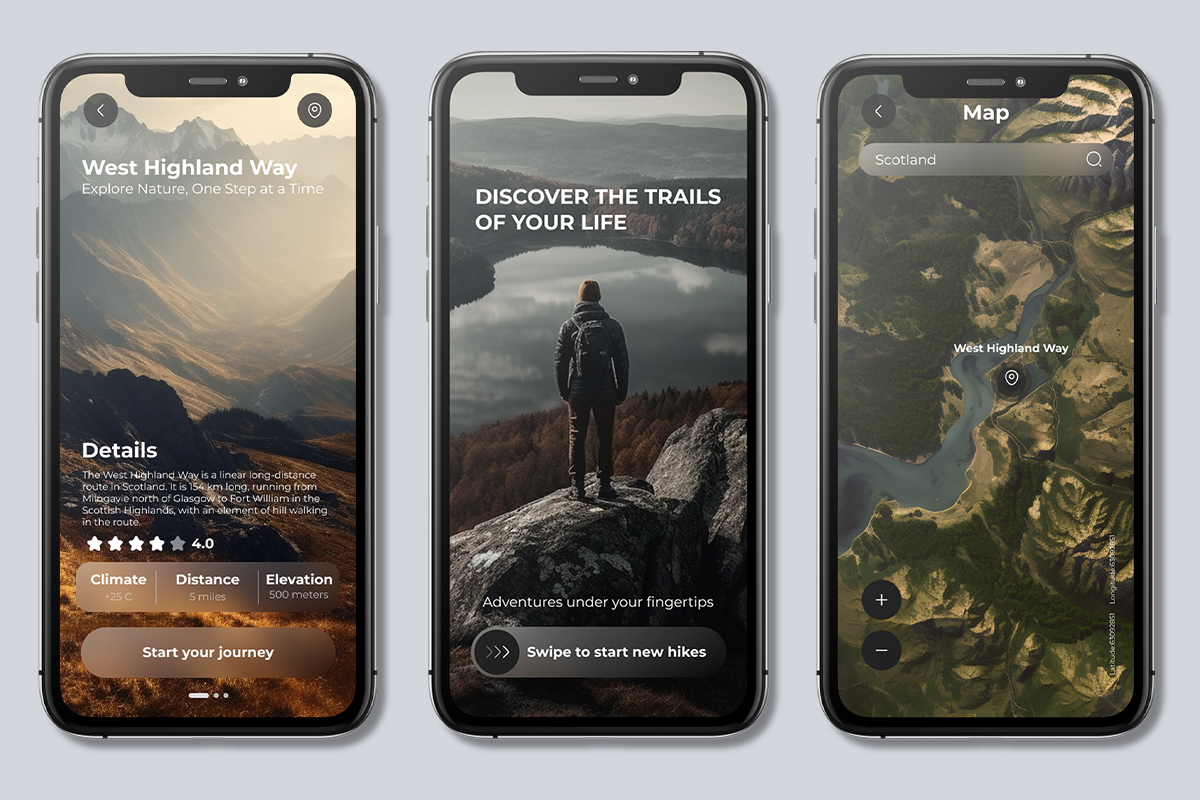 West Highland Way
Explore Nature, One Step at a Time
Details
The West Highland Way is a linear long-distance
route in Scotland. It is 154 km long, running from
Milngavie north of Glasgow to Fort William in the
Scottish Highlands, with an element of hill walking
in the route.
4.0
Climate
+25 C
Distance
5 miles
Elevation
500 meters
Start your journey
DISCOVER THE TRAILS
OF YOUR LIFE
Adventures under your fingertips
Swipe to start new hikes
Map
Scotland
West Highland Way
Latitude:63092851 Longitude:63092851